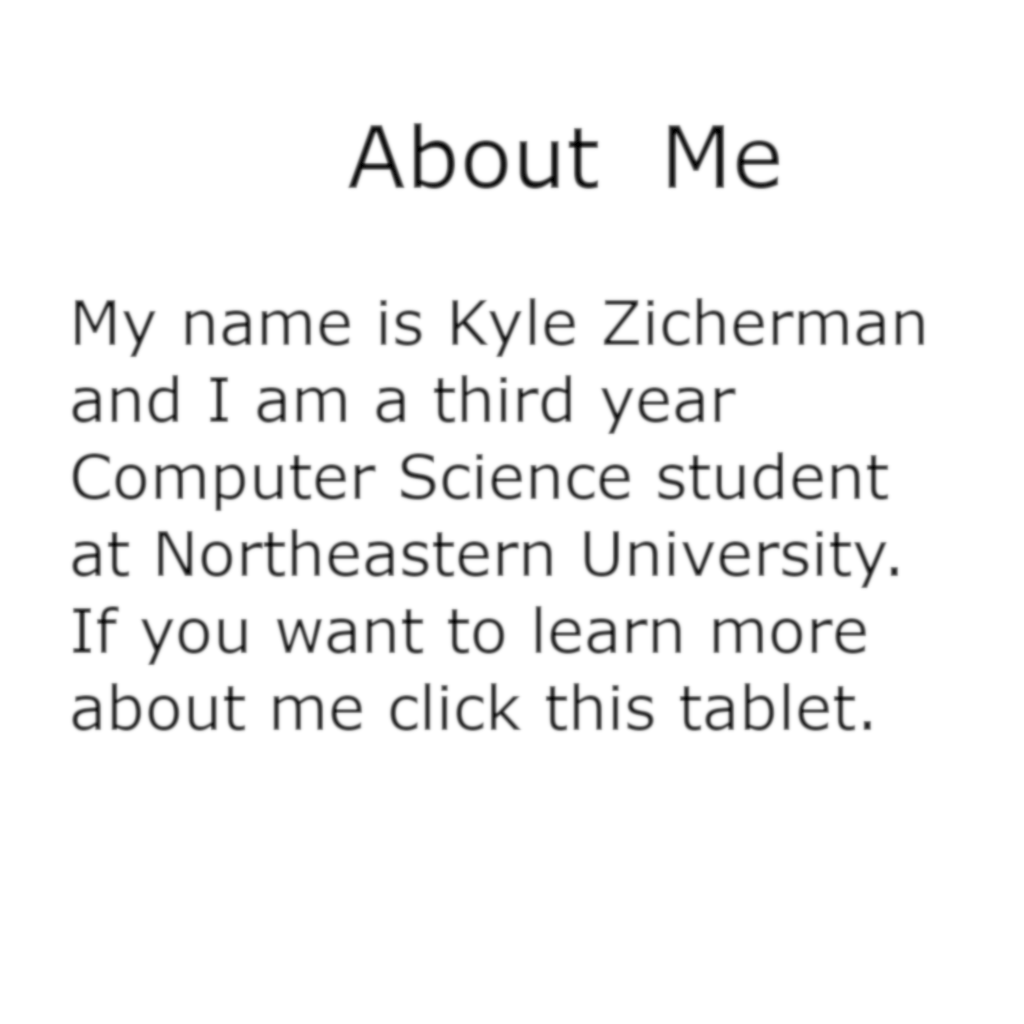 About Me
My name is Kyle Zicherman
and I am a third year
Computer Science student
at Northeastern University.
If you want to learn more
about me click this tablet.